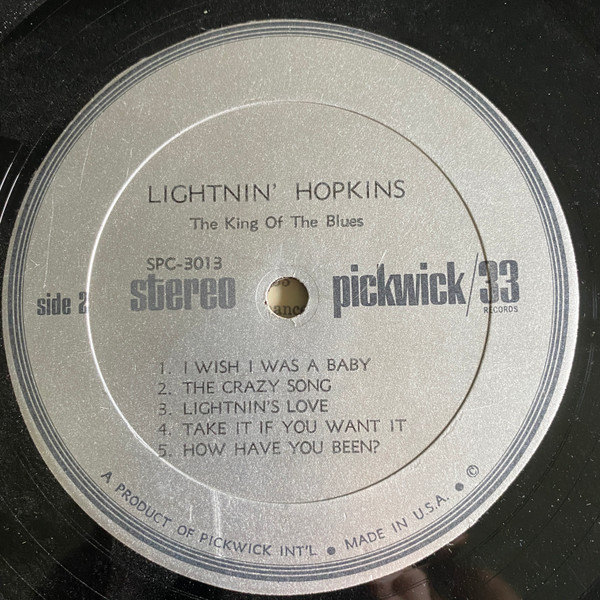 LIGHTNIN' HOPKINS
The King Of The Blues
SPC-3013
side 2 stereo pickwick/33
RECORDS
1. I WISH I WAS A BABY
2. THE CRAZY SONG
3. LIGHTNIN'S LOVE
4. TAKE IT IF YOU WANT IT
5. HOW HAVE YOU BEEN?
A PRODUCT OF PICKWICK INT'L ● MADE IN U.S.A. ● ©